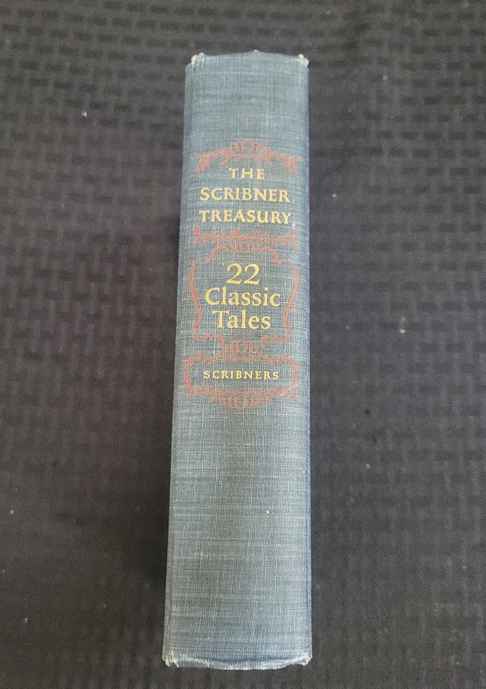 THE
SCRIBNER
TREASURY
22
Classic
Tales
SCRIBNERS